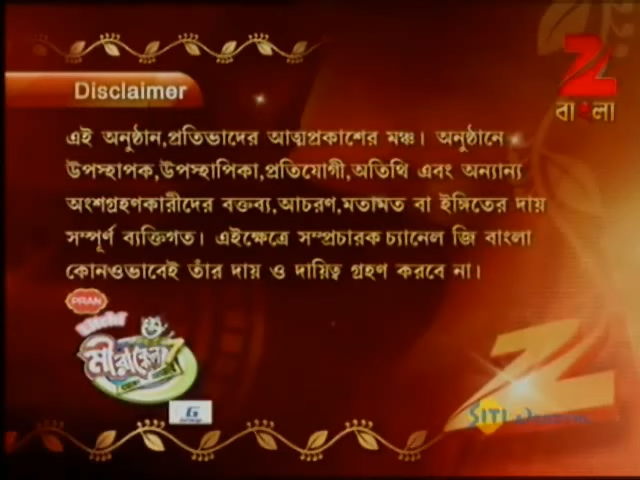 Disclaimer
Z
বাংলা
এই অনুষ্ঠান,প্রতিভাদের আত্মপ্রকাশের মঞ্চ। অনুষ্ঠানে
উপস্থাপক,উপস্থাপিকা,প্রতিযোগী,অতিথি এবং অন্যান্য
অংশগ্রহণকারীদের বক্তব্য,আচরণ,মতামত বা ইঙ্গিতের দায়
সম্পূর্ণ ব্যক্তিগত। এইক্ষেত্রে সম্প্রচারক চ্যানেল জি বাংলা
কোনওভাবেই তাঁর দায় ও দায়িত্ব গ্রহণ করবে না।
PRAN
মীরাক্কেল
G
SITI